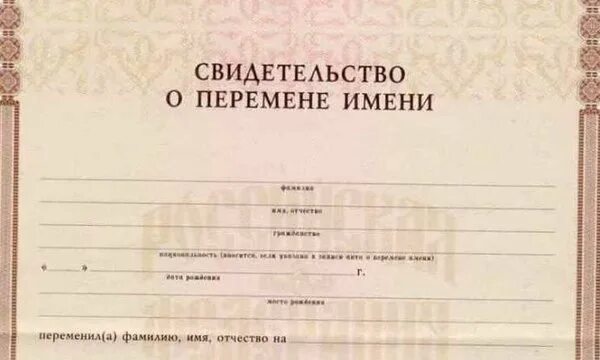 СВИДЕТЕЛЬСТВО
О ПЕРЕМЕНЕ ИМЕНИ
фамилия
имя, отчество
гражданство
национальность (вносится, если указано в записи акта о перемене имени)
« » г.
дата рождения
место рождения
переменил(а) фамилию, имя, отчество на